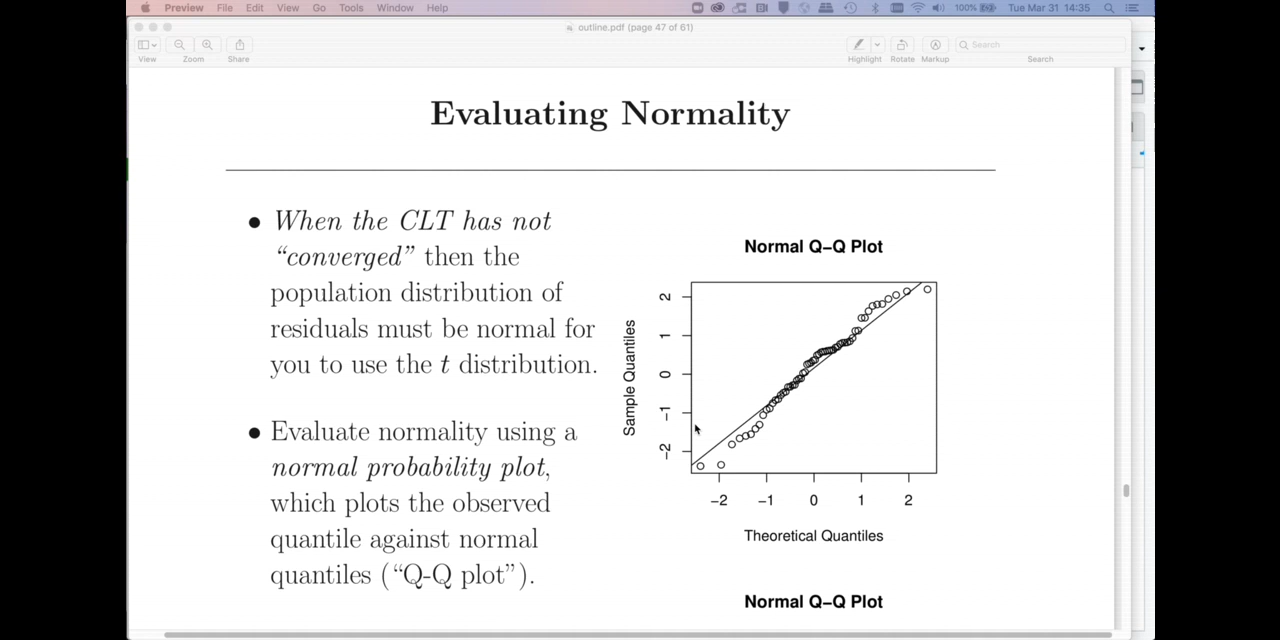 Preview File Edit View Go Tools Window Help 100% Tue Mar 31 14:35
outline.pdf (page 47 of 61)
View Zoom Share Highlight Rotate Markup Search
Search
Evaluating Normality
• When the CLT has not
“converged” then the
population distribution of
residuals must be normal for
you to use the t distribution.
• Evaluate normality using a
normal probability plot,
which plots the observed
quantile against normal
quantiles (“Q-Q plot”).
Normal Q−Q Plot
Sample Quantiles
2
1
0
−1
−2
−2 −1 0 1 2
Theoretical Quantiles
Normal Q−Q Plot